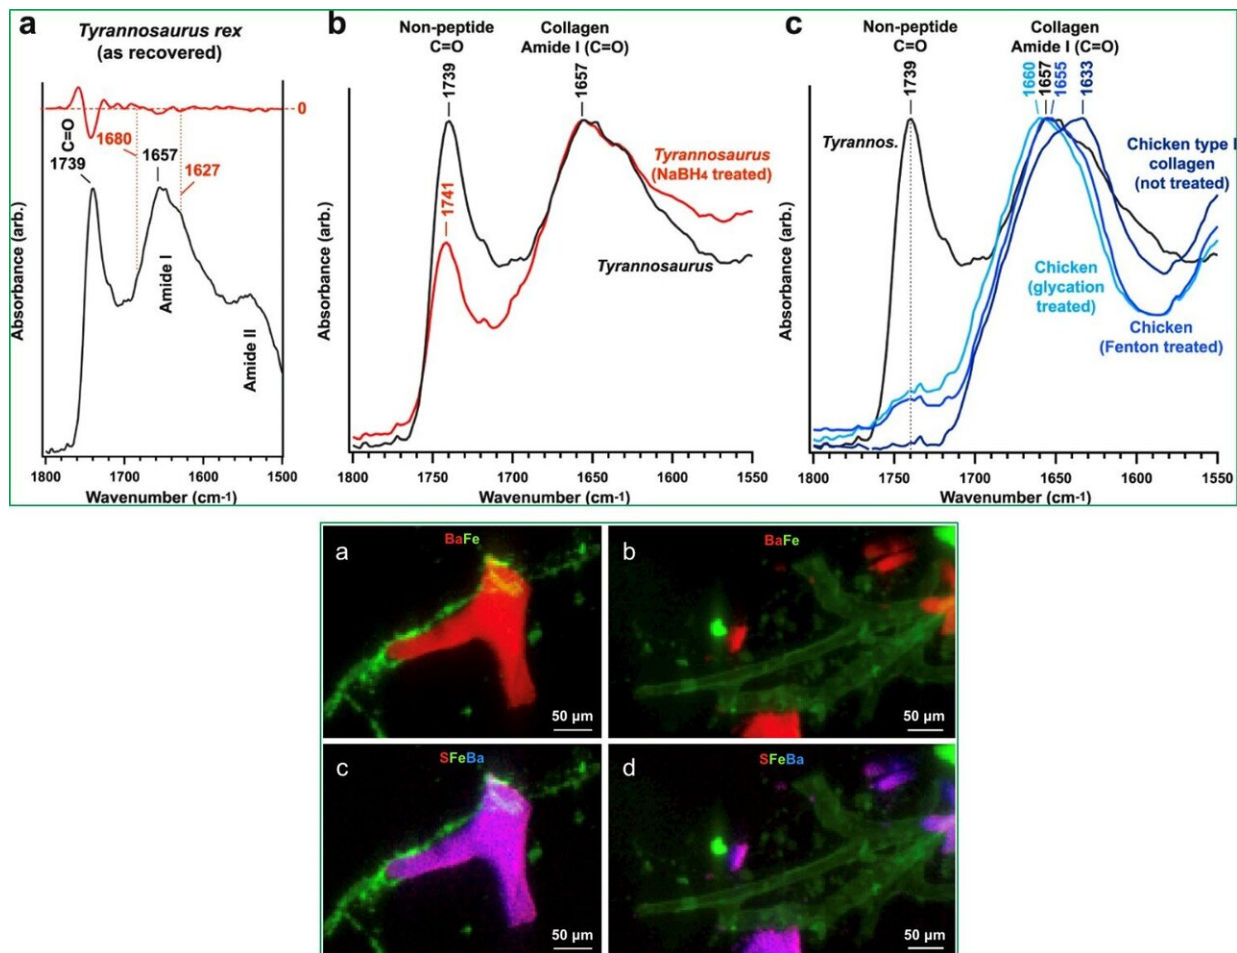 a
Tyrannosaurus rex
(as recovered)
0
C=O
1739
1680
1657
1627
Amide I
Amide II
Absorbance (arb.)
1800 1700 1600 1500
Wavenumber (cm-1)
b
Non-peptide
C=O
Collagen
Amide I (C=O)
1739
1657
1741
Tyrannosaurus
(NaBH4 treated)
Tyrannosaurus
Absorbance (arb.)
1800 1750 1700 1650 1600 1550
Wavenumber (cm-1)
c
Non-peptide
C=O
Collagen
Amide I (C=O)
1739
1660
1657
1655
1633
Tyrannos.
Chicken type I
collagen
(not treated)
Chicken
(glycation
treated)
Chicken
(Fenton treated)
Absorbance (arb.)
1800 1750 1700 1650 1600 1550
Wavenumber (cm-1)
a
BaFe
50 µm
b
BaFe
50 µm
c
SFeBa
50 µm
d
SFeBa
50 µm